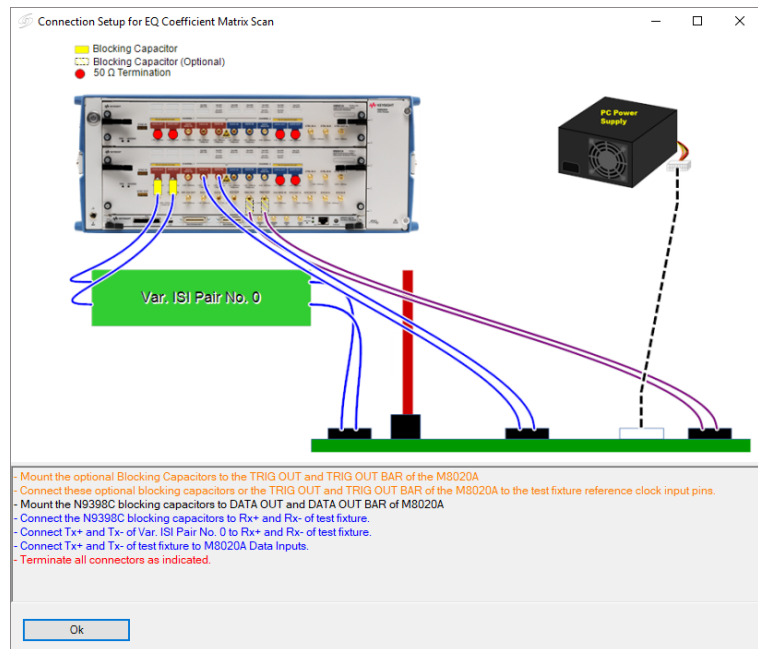 Connection Setup for EQ Coefficient Matrix Scan
Blocking Capacitor
Blocking Capacitor (Optional)
50 Ω Termination
PC Power
Supply
Var. ISI Pair No. 0
- Mount the optional Blocking Capacitors to the TRIG OUT and TRIG OUT BAR of the M8020A
- Connect these optional blocking capacitors or the TRIG OUT and TRIG OUT BAR of the M8020A to the test fixture reference clock input pins.
- Mount the N9398C blocking capacitors to DATA OUT and DATA OUT BAR of M8020A
- Connect the N9398C blocking capacitors to Rx+ and Rx- of test fixture.
- Connect Tx+ and Tx- of Var. ISI Pair No. 0 to Rx+ and Rx- of test fixture.
- Connect Tx+ and Tx- of test fixture to M8020A Data Inputs.
- Terminate all connectors as indicated.
Ok